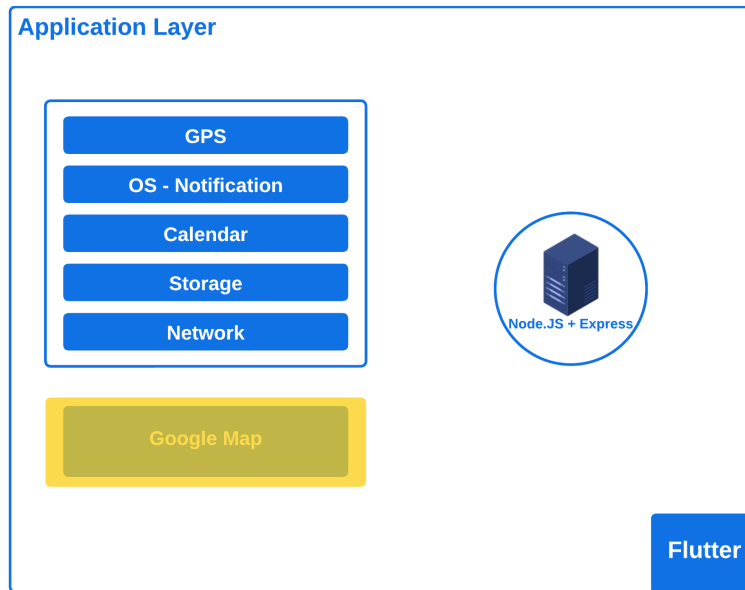 Application Layer
GPS
OS - Notification
Calendar
Storage
Network
Google Map
Node.JS + Express
Flutter